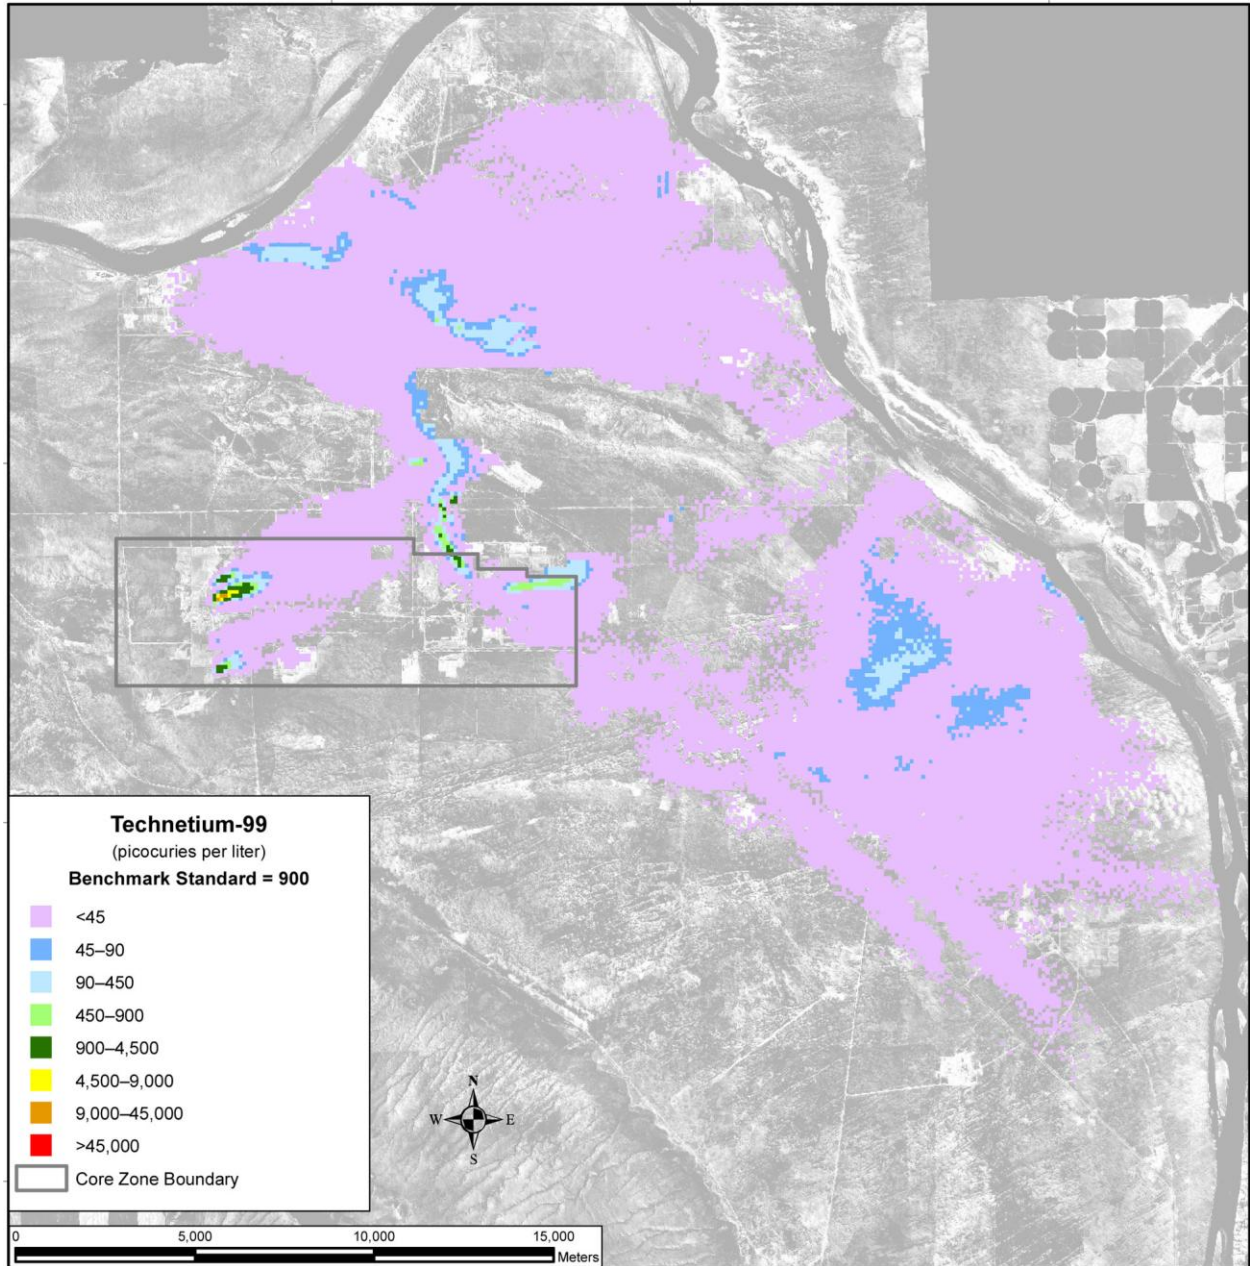 Technetium-99
(picocuries per liter)
Benchmark Standard = 900
<45
45–90
90–450
450–900
900–4,500
4,500–9,000
9,000–45,000
>45,000
Core Zone Boundary
N
W E
S
0 5,000 10,000 15,000
Meters